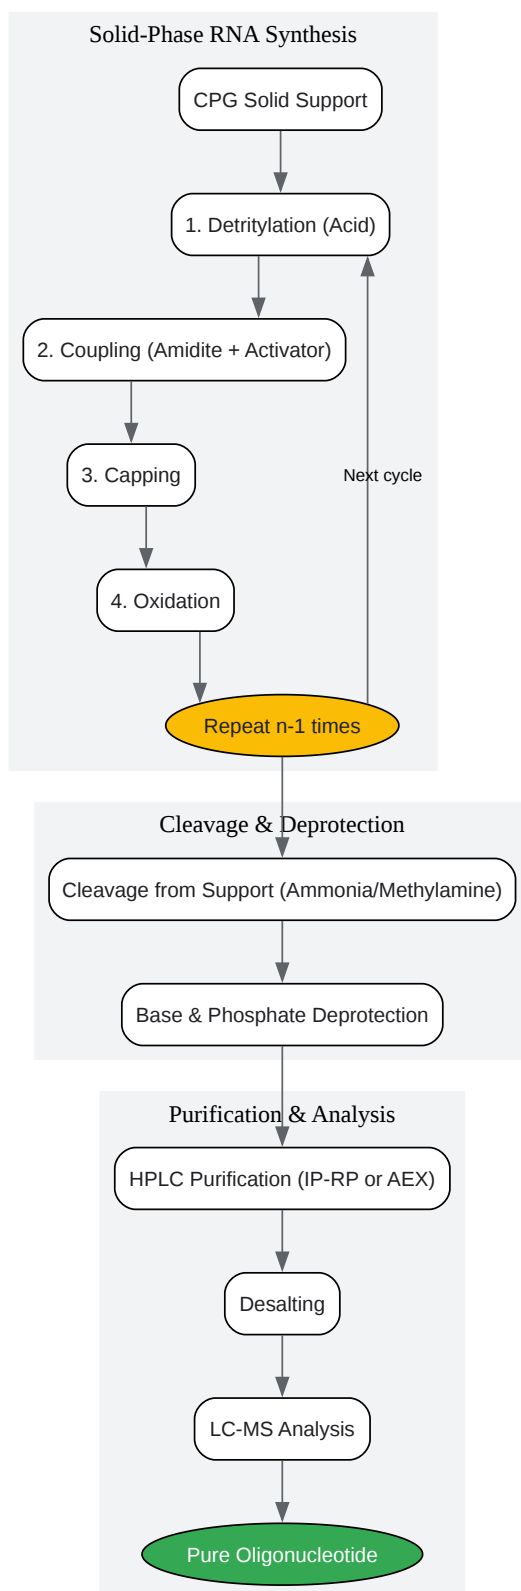 Solid-Phase RNA Synthesis
CPG Solid Support
1. Detritylation (Acid)
2. Coupling (Amidite + Activator)
3. Capping
Next cycle
4. Oxidation
Repeat n-1 times
Cleavage & Deprotection
Cleavage from Support (Ammonia/Methylamine)
Base & Phosphate Deprotection
Purification & Analysis
HPLC Purification (IP-RP or AEX)
Desalting
LC-MS Analysis
Pure Oligonucleotide